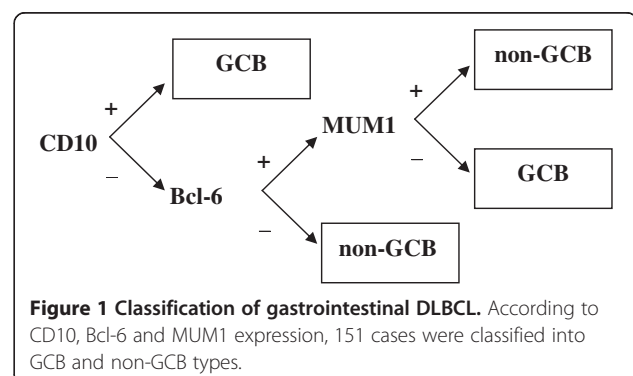 GCB
non-GCB
+
+
CD10
MUM1
+
−
−
Bcl-6
GCB
−
non-GCB
Figure 1 Classification of gastrointestinal DLBCL. According to
CD10, Bcl-6 and MUM1 expression, 151 cases were classified into
GCB and non-GCB types.